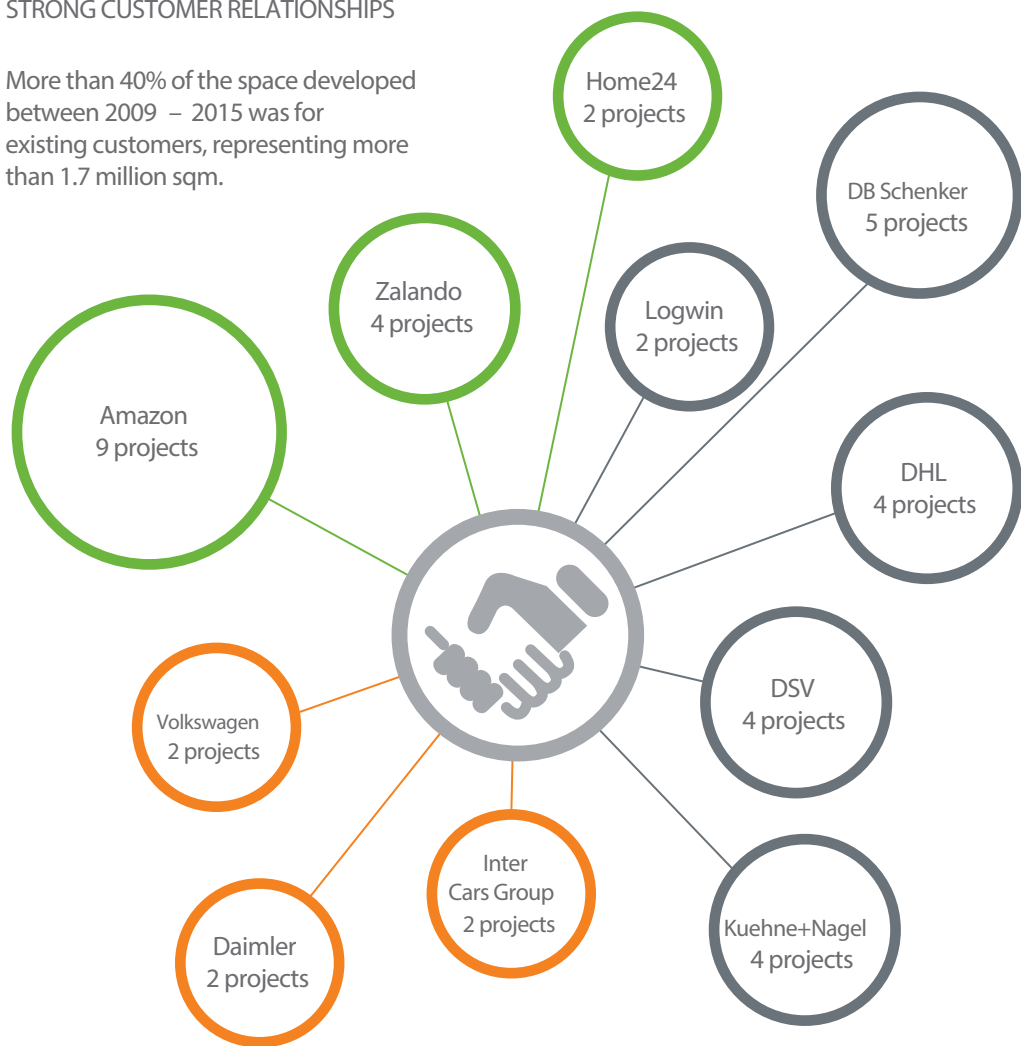 STRONG CUSTOMER RELATIONSHIPS
More than 40% of the space developed
between 2009 – 2015 was for
existing customers, representing more
than 1.7 million sqm.
Home24
2 projects
DB Schenker
5 projects
Zalando
4 projects
Logwin
2 projects
Amazon
9 projects
DHL
4 projects
DSV
4 projects
Volkswagen
2 projects
Inter
Cars Group
2 projects
Kuehne+Nagel
4 projects
Daimler
2 projects